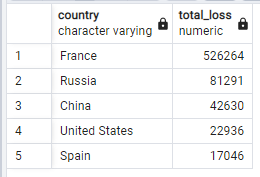 country total_loss
character varying numeric
1 France 526264
2 Russia 81291
3 China 42630
4 United States 22936
5 Spain 17046